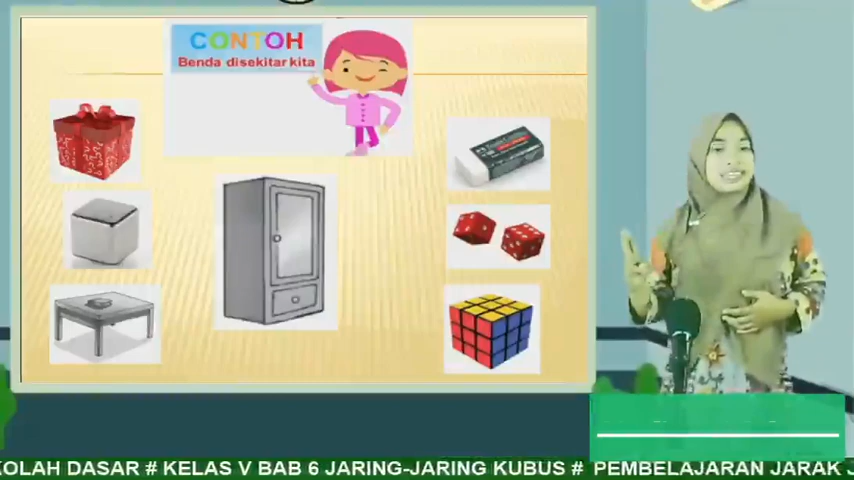 CONTOH
Benda disekitar kita
KOLAH DASAR # KELAS V BAB 6 JARING-JARING KUBUS # PEMBELAJARAN JARAK J